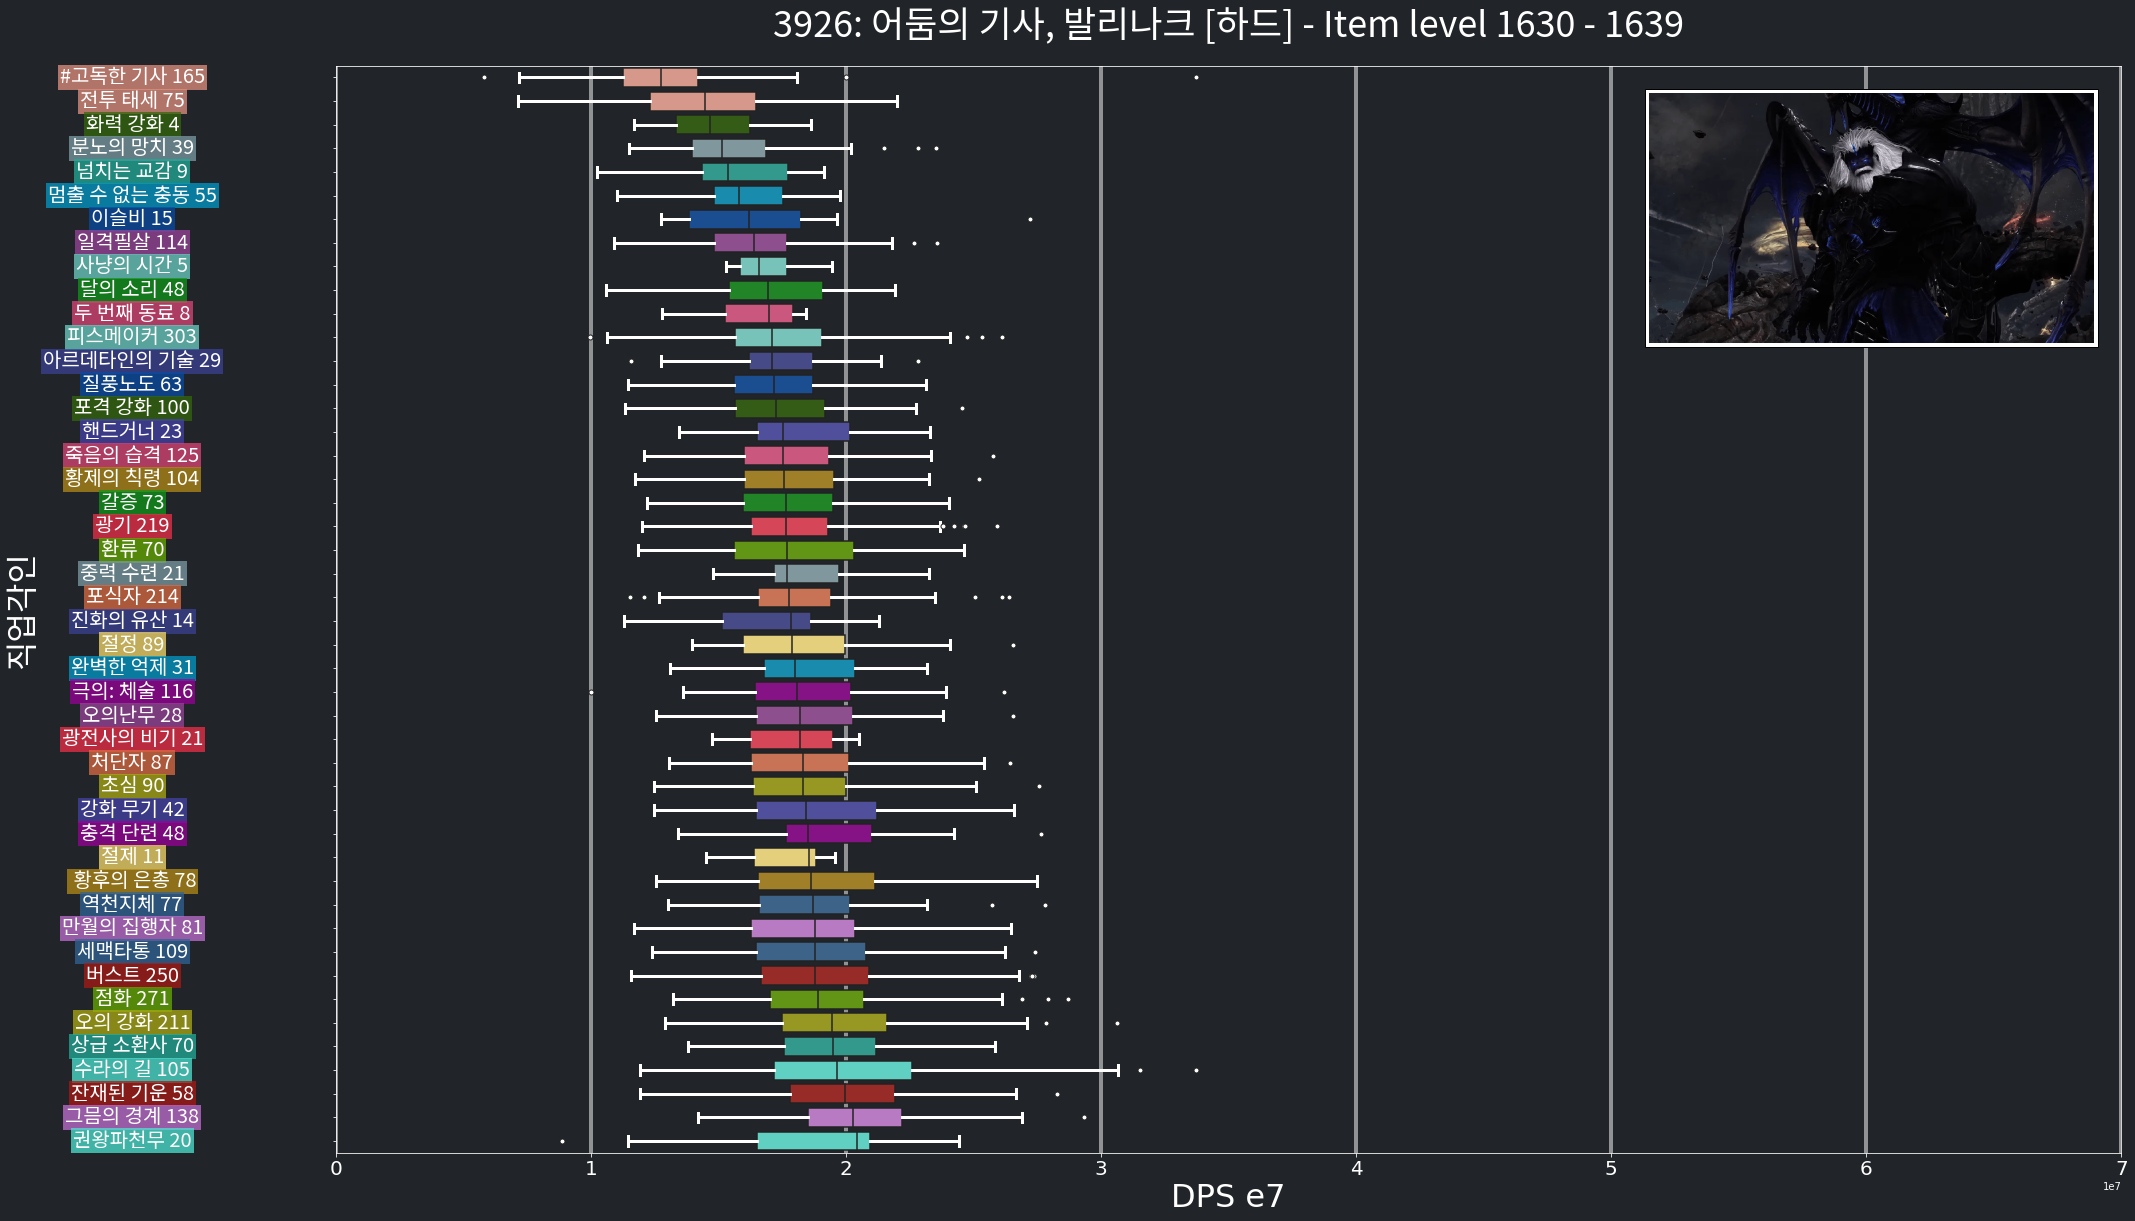 3926: 어둠의 기사, 발리나크 [하드] - Item level 1630 - 1639
#고독한 기사 165
전투 태세 75
화력 강화 4
분노의 망치 39
넘치는 교감 9
멈출 수 없는 충동 55
이슬비 15
일격필살 114
사냥의 시간 5
달의 소리 48
두 번째 동료 8
피스메이커 303
아르데타인의 기술 29
질풍노도 63
포격 강화 100
핸드거너 23
죽음의 습격 125
황제의 칙령 104
갈증 73
광기 219
환류 70
중력 수련 21
포식자 214
진화의 유산 14
절정 89
완벽한 억제 31
극의: 체술 116
오의난무 28
광전사의 비기 21
처단자 87
초심 90
강화 무기 42
충격 단련 48
절제 11
황후의 은총 78
역천지체 77
만월의 집행자 81
세맥타통 109
버스트 250
점화 271
오의 강화 211
상급 소환사 70
수라의 길 105
잔재된 기운 58
그믐의 경계 138
권왕파천무 20
직업각인
0 1 2 3 4 5 6 7
1e7
DPS e7